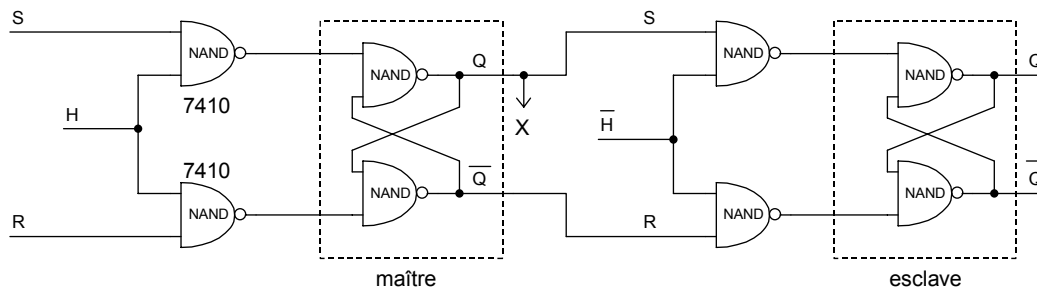 S
NAND
7410
H
7410
NAND
R
NAND
Q
X
Q̅
NAND
maître
S
NAND
H̅
NAND
R
NAND
Q
Q̅
NAND
esclave